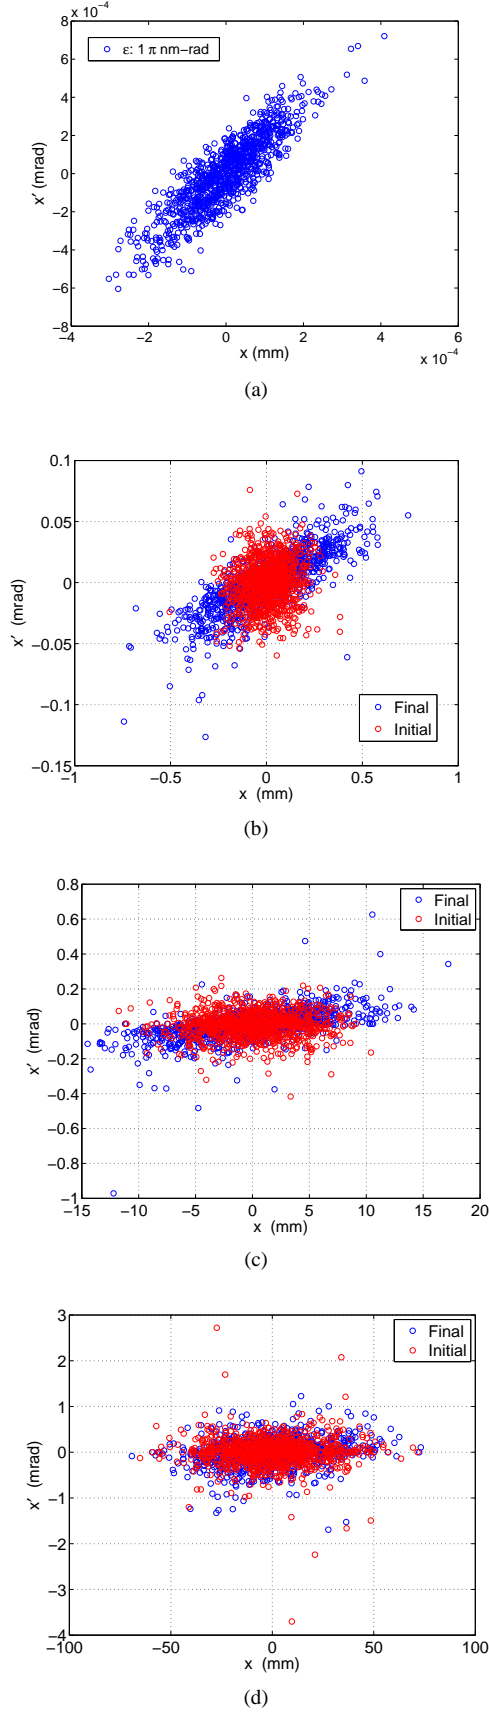 x 10⁻⁴
8
6
4
2
0
−2
−4
−6
−8
ε: 1 π nm−rad
x′ (mrad)
−4 −2 0 2 4 6
x (mm)
x 10⁻⁴
(a)
0.1
0.05
0
−0.05
−0.1
−0.15
x′ (mrad)
Final
Initial
−1 −0.5 0 0.5 1
x (mm)
(b)
0.8
0.6
0.4
0.2
0
−0.2
−0.4
−0.6
−0.8
−1
x′ (mrad)
Final
Initial
−15 −10 −5 0 5 10 15 20
x (mm)
(c)
3
2
1
0
−1
−2
−3
−4
x′ (mrad)
Final
Initial
−100 −50 0 50 100
x (mm)
(d)